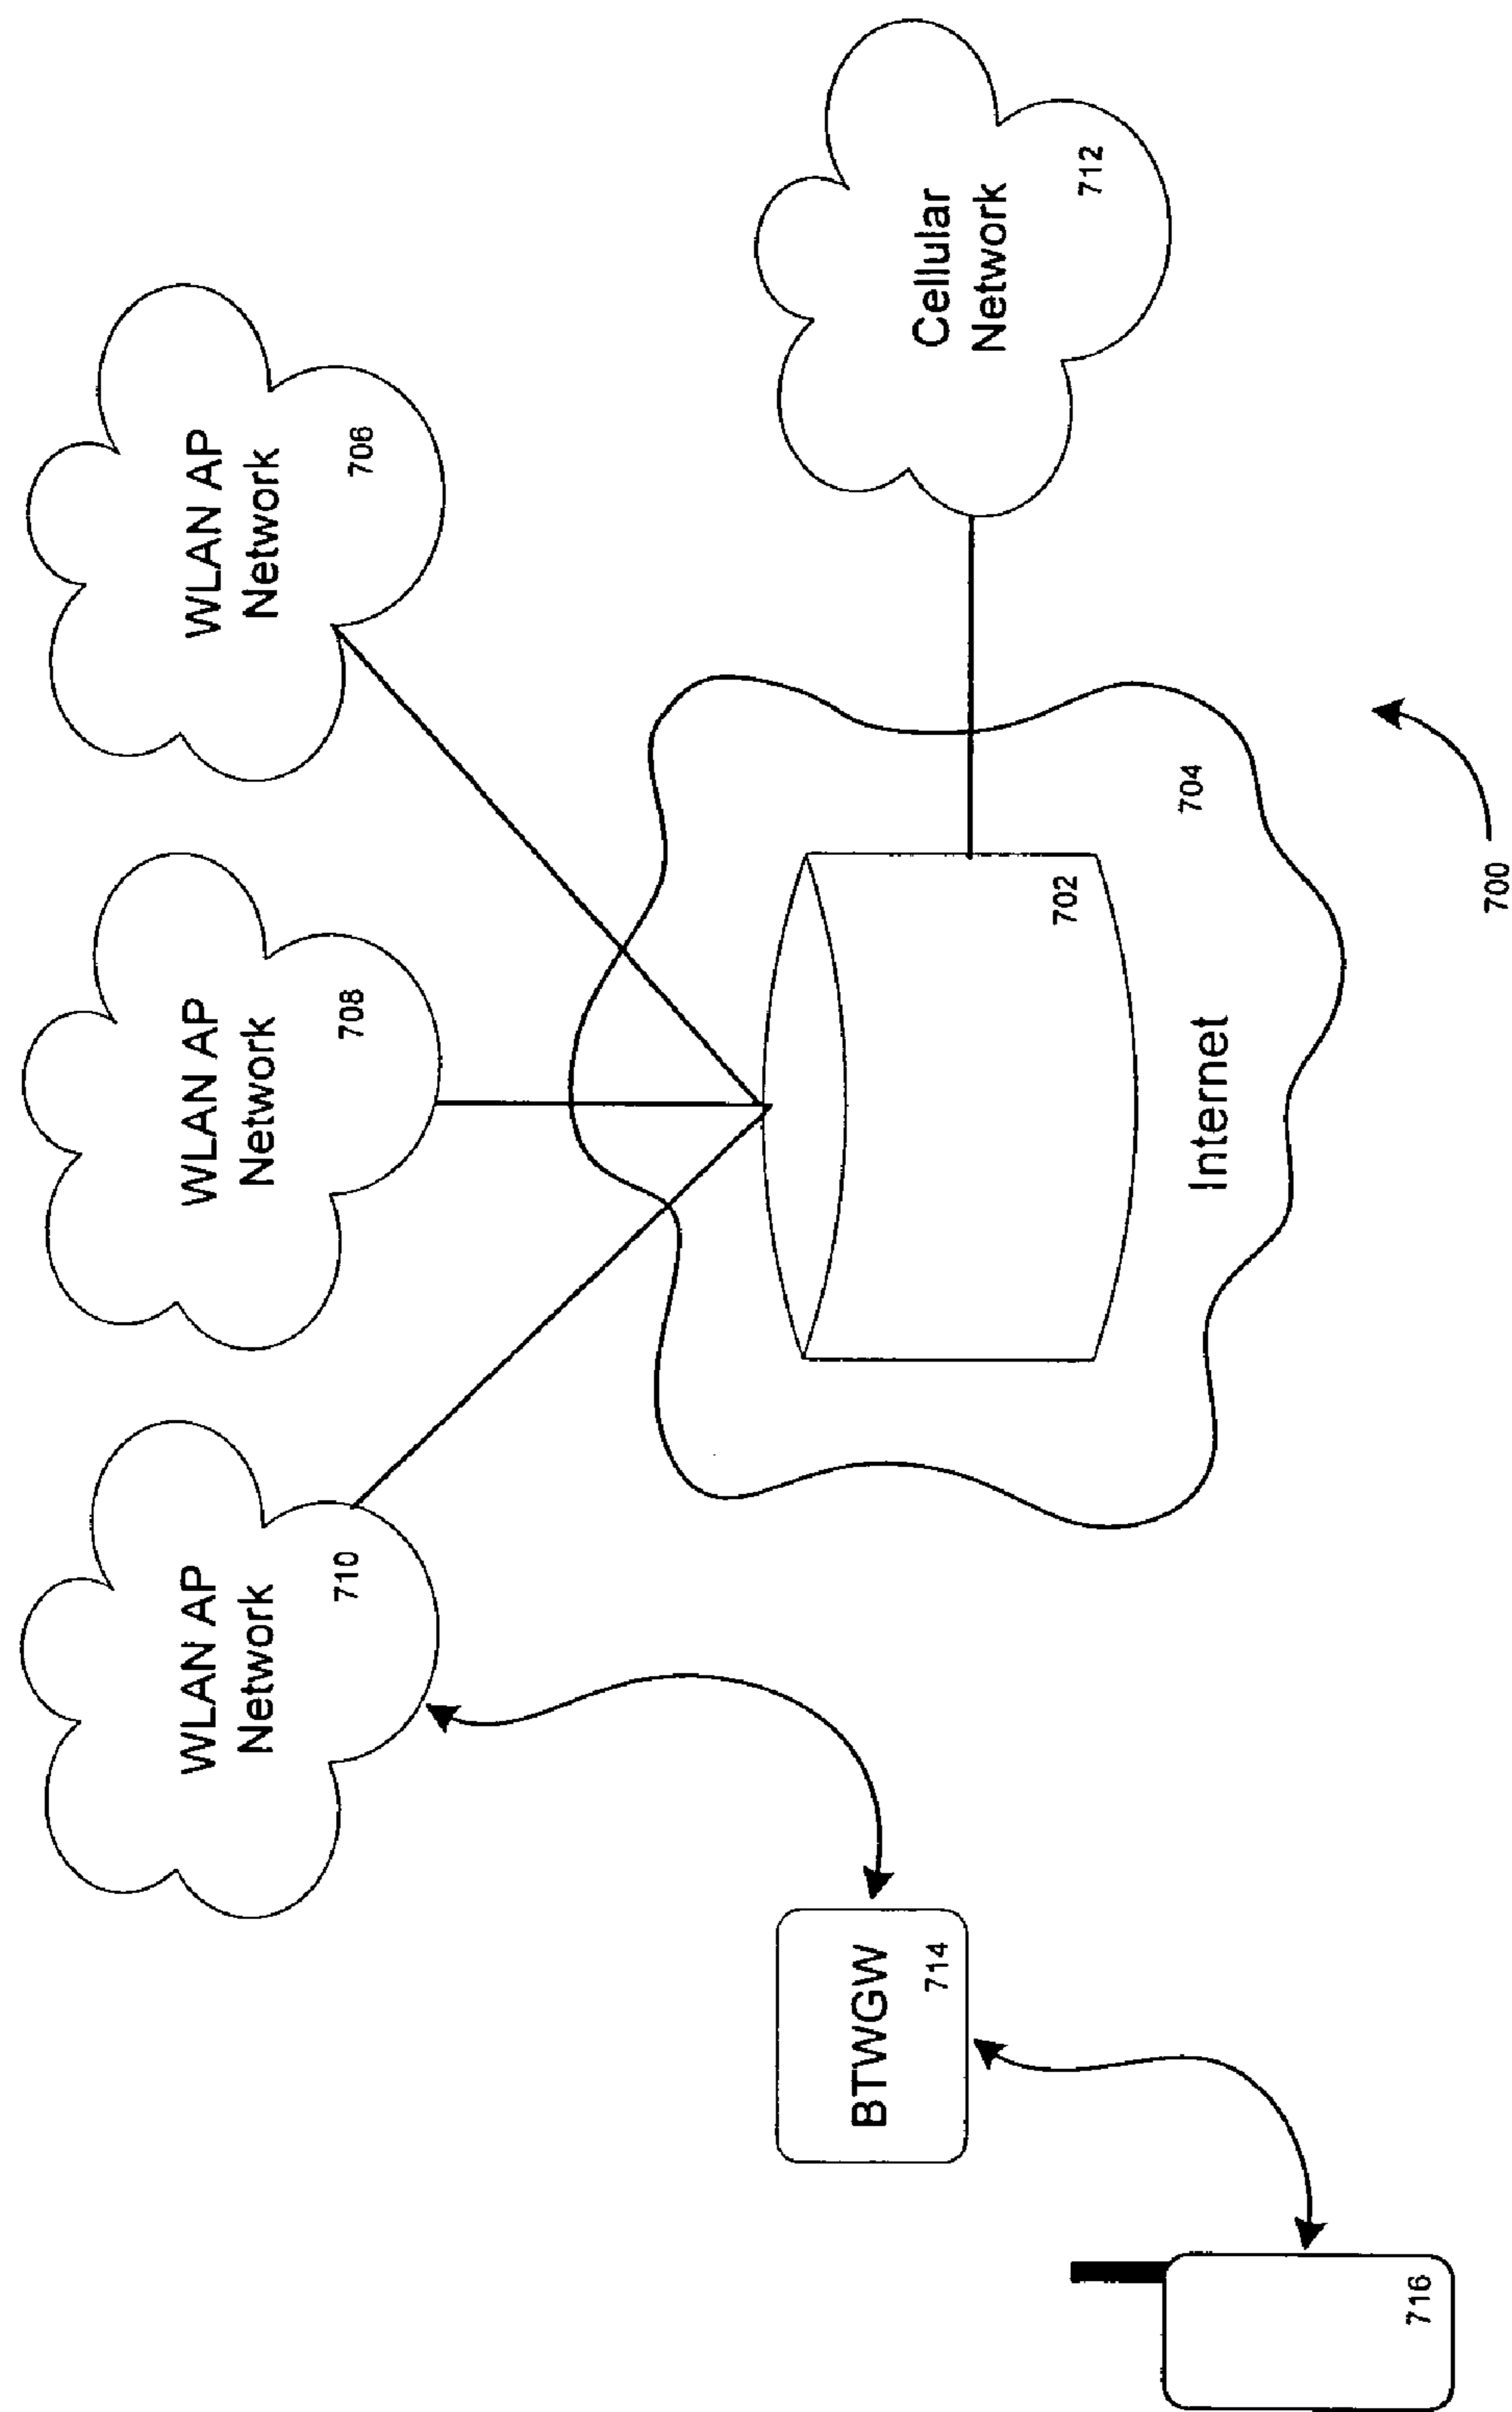 WLAN AP
Network
710
WLAN AP
Network
708
WLAN AP
Network
706
BTWGW
714
702
Internet
704
Cellular
Network
712
716
700